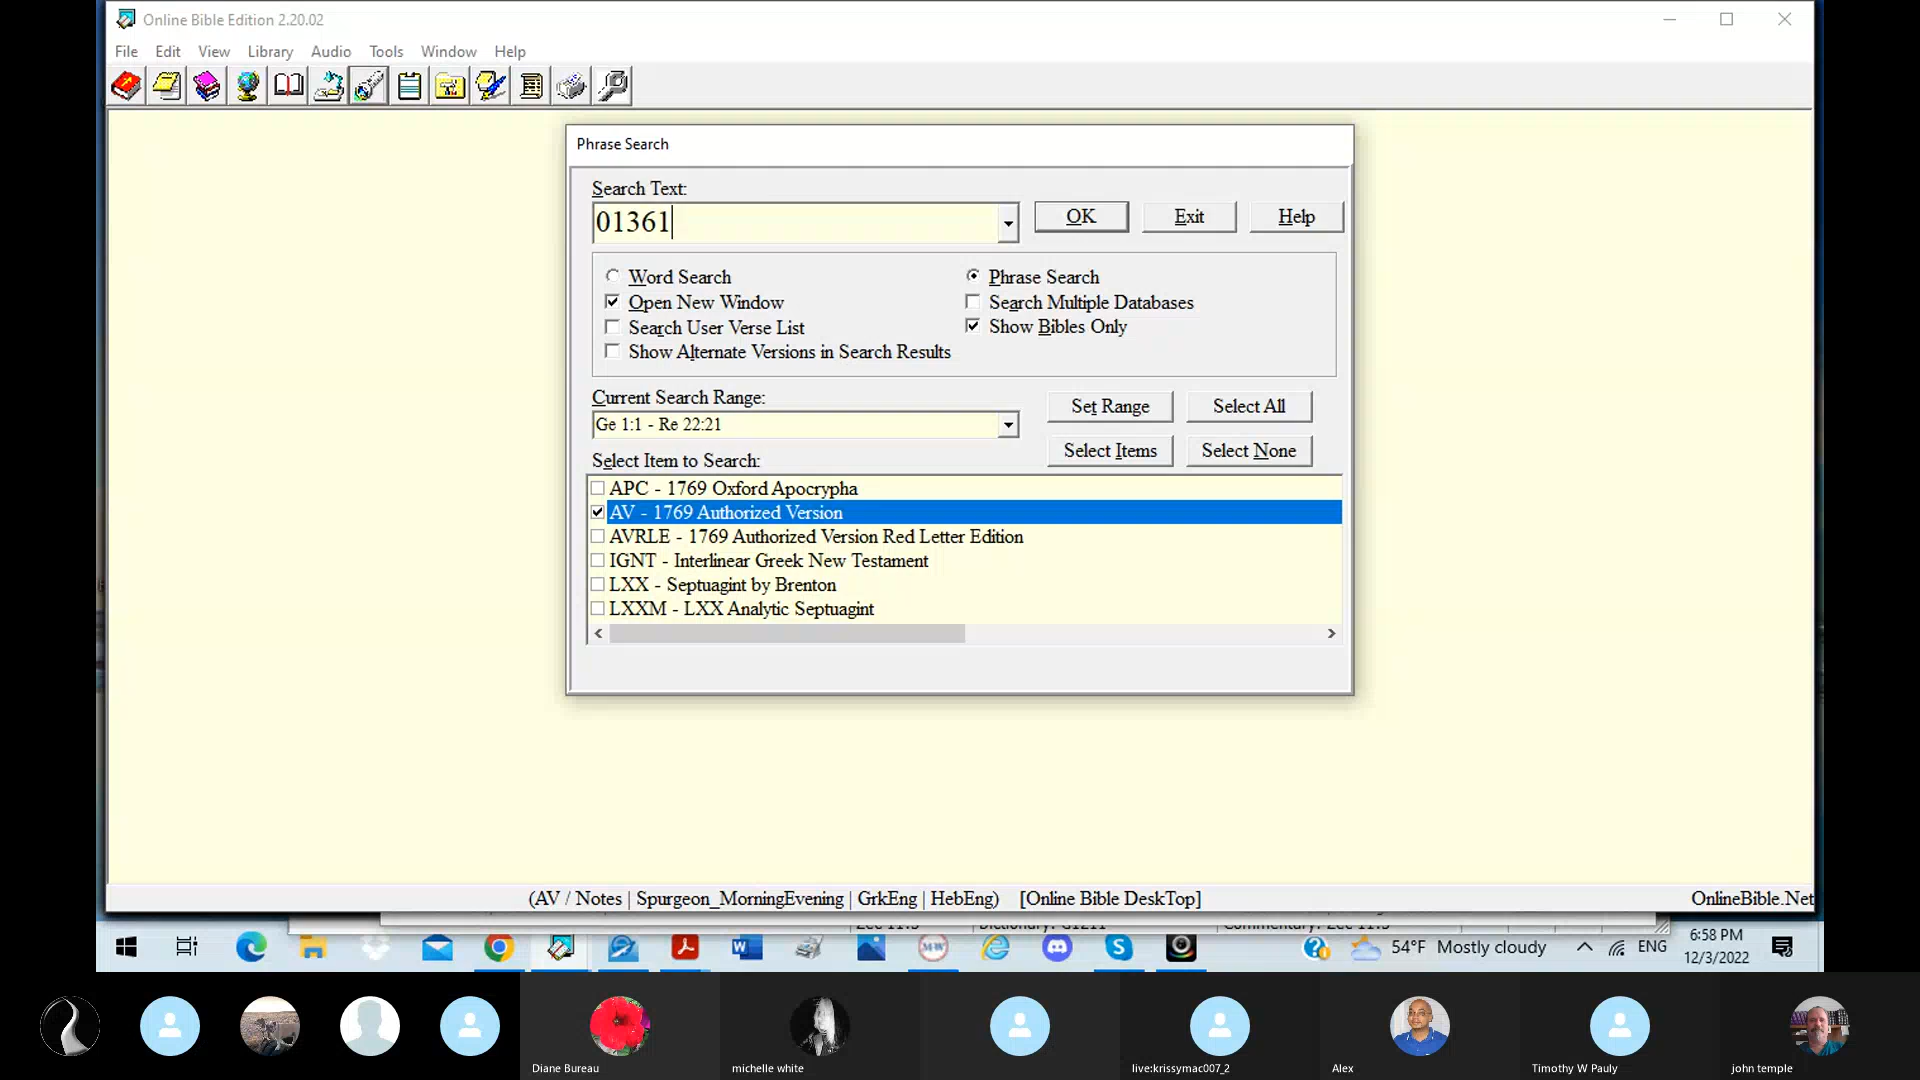 Online Bible Edition 2.20.02
File Edit View Library Audio Tools Window Help
Phrase Search
Search Text:
01361
OK Exit Help
Word Search
Phrase Search
Open New Window
Search Multiple Databases
Search User Verse List
Show Bibles Only
Show Alternate Versions in Search Results
Current Search Range:
Set Range Select All
Ge 1:1 - Re 22:21
Select Items Select None
Select Item to Search:
APC - 1769 Oxford Apocrypha
AV - 1769 Authorized Version
AVRLE - 1769 Authorized Version Red Letter Edition
IGNT - Interlinear Greek New Testament
LXX - Septuagint by Brenton
LXXM - LXX Analytic Septuagint
(AV / Notes | Spurgeon_MorningEvening | GrkEng | HebEng) [Online Bible DeskTop]
OnlineBible.Net
54°F Mostly cloudy
ENG
6:58 PM
12/3/2022
Diane Bureau
michelle white
live:krissymac007_2
Alex
Timothy W Pauly
john temple